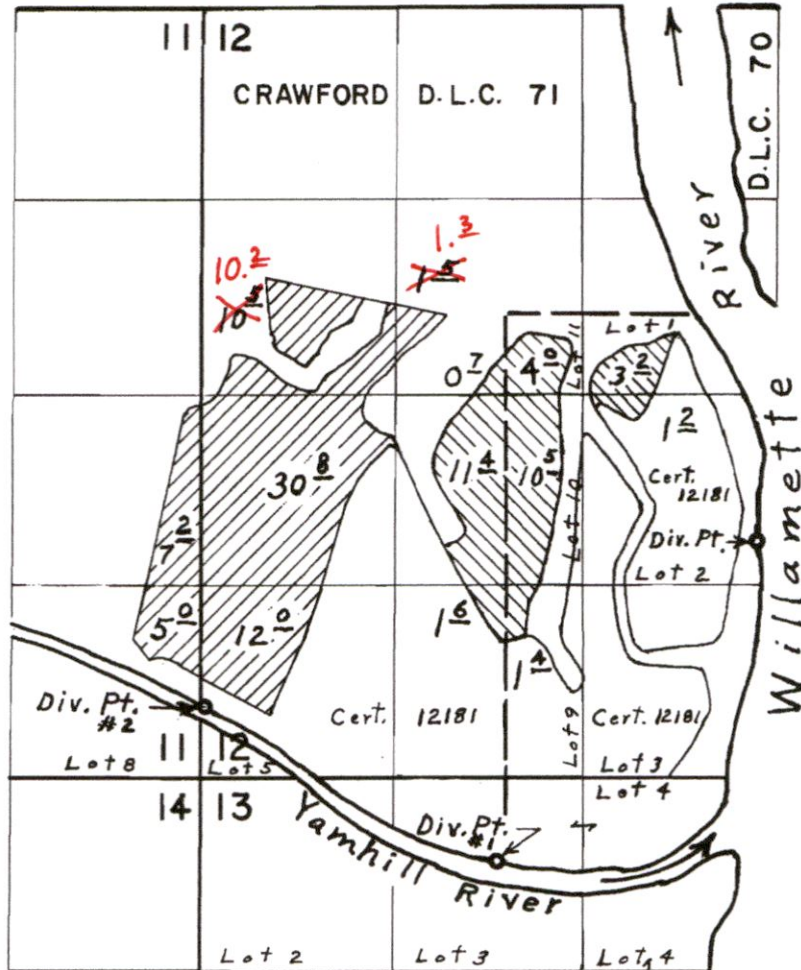 11 12
CRAWFORD D.L.C. 71
D.L.C. 70
River
10.2
10 5
1.3
1 5
Lot 1
Lot 11
0 7
4 0
3 2
1 2
30 8
11 4
10 5
Cert.
12181
Lot 10
7 2
Div. Pt.
Lot 2
Willamette
5 0
12 0
1 6
1 4
Div. Pt.
#2
Cert. 12181
Lot 9
Cert. 12181
11 12
Lot 8
Lot 5
Lot 3
Lot 4
14 13
Div. Pt.
#1
Yamhill River
Lot 2
Lot 3
Lot 4